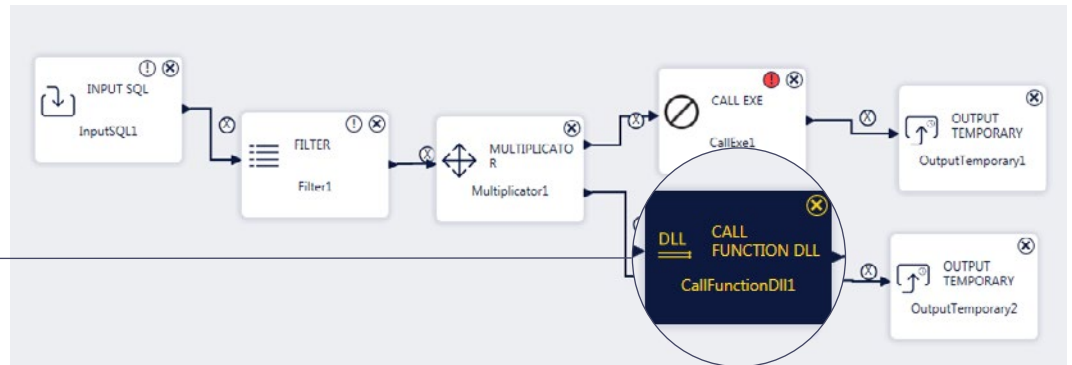 INPUT SQL
InputSQL1
FILTER
Filter1
MULTIPLICATO
R
Multiplicator1
CALL EXE
CallExe1
OUTPUT
TEMPORARY
OutputTemporary1
DLL
CALL
FUNCTION DLL
CallFunctionDll1
OUTPUT
TEMPORARY
OutputTemporary2